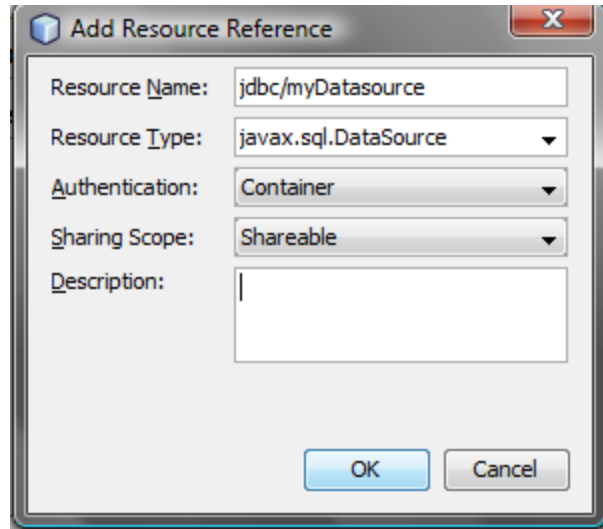 Add Resource Reference
Resource Name: jdbc/myDatasource
Resource Type: javax.sql.DataSource
Authentication: Container
Sharing Scope: Shareable
Description:
OK Cancel